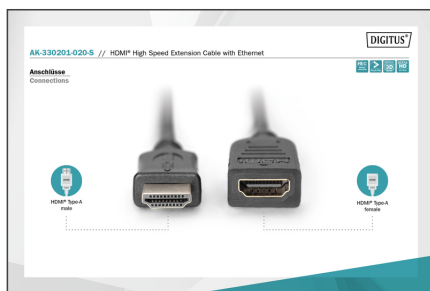 DIGITUS®
AK-330201-020-S // HDMI® High Speed Extension Cable with Ethernet
Anschlüsse
Connections
HDMI® Type-A
male
HDMI® Type-A
female